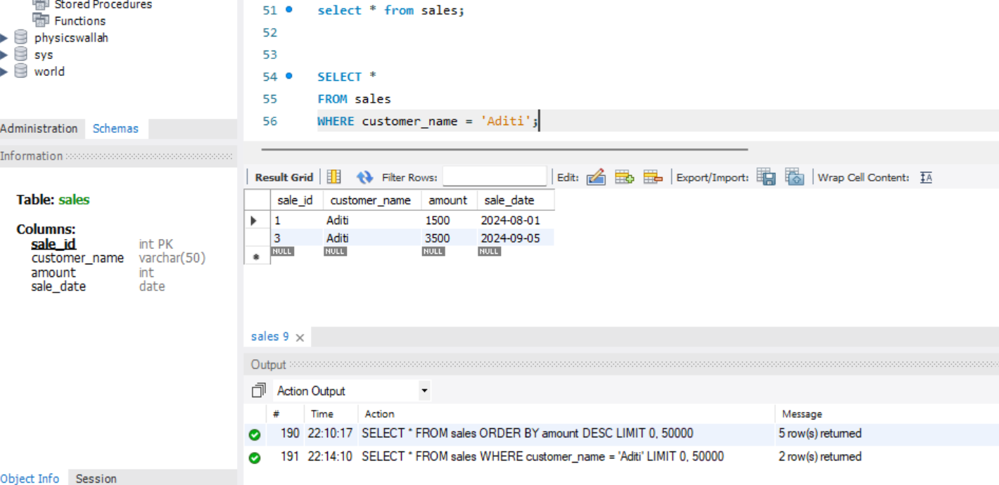 Stored Procedures
Functions
physicswallah
sys
world
Administration Schemas
Information
Table: sales
Columns:
sale_id int PK
customer_name varchar(50)
amount int
sale_date date
Object Info Session
51 select * from sales;
52
53
54 SELECT *
55 FROM sales
56 WHERE customer_name = 'Aditi';
Result Grid Filter Rows: Edit: Export/Import: Wrap Cell Content: IA
sale_id customer_name amount sale_date
1 Aditi 1500 2024-08-01
3 Aditi 3500 2024-09-05
NULL NULL NULL NULL
sales 9
Output
Action Output
# Time Action Message
190 22:10:17 SELECT * FROM sales ORDER BY amount DESC LIMIT 0, 50000 5 row(s) returned
191 22:14:10 SELECT * FROM sales WHERE customer_name = 'Aditi' LIMIT 0, 50000 2 row(s) returned